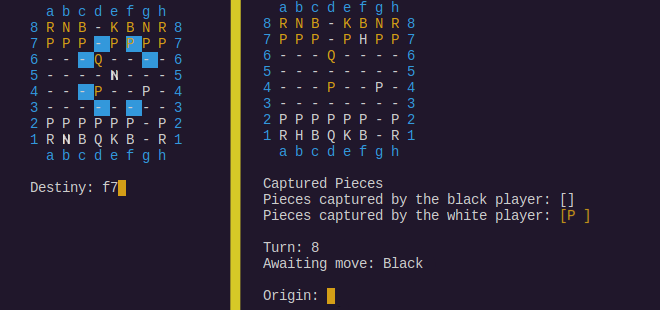 a b c d e f g h
8 R N B - K B N R 8
7 P P P - P P P P 7
6 - - - Q - - - - 6
5 - - - - N - - - 5
4 - - - P - - P - 4
3 - - - - - - - - 3
2 P P P P P P - P 2
1 R N B Q K B - R 1
a b c d e f g h
Destiny: f7
a b c d e f g h
8 R N B - K B N R 8
7 P P P - P H P P 7
6 - - - Q - - - - 6
5 - - - - - - - - 5
4 - - - P - - P - 4
3 - - - - - - - - 3
2 P P P P P P - P 2
1 R H B Q K B - R 1
a b c d e f g h
Captured Pieces
Pieces captured by the black player: []
Pieces captured by the white player: [P ]
Turn: 8
Awaiting move: Black
Origin: